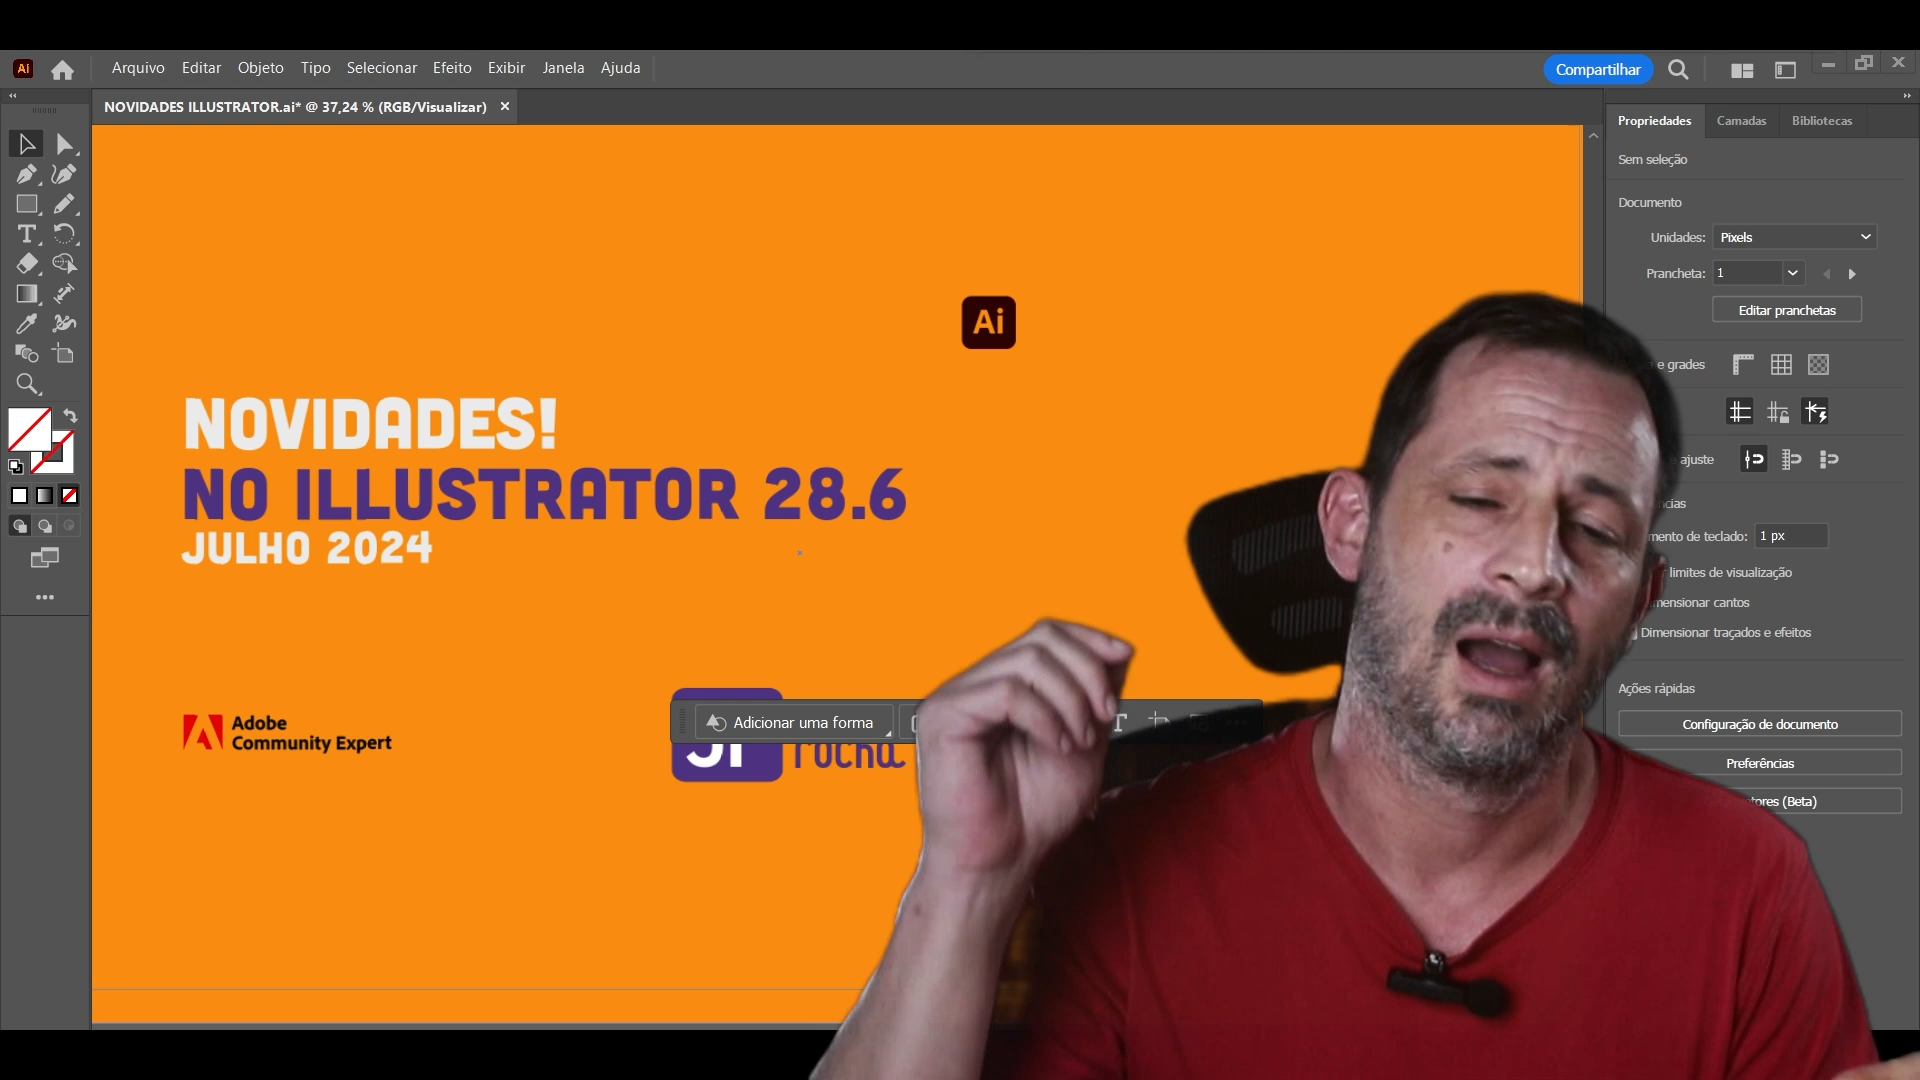 Ai
Arquivo Editar Objeto Tipo Selecionar Efeito Exibir Janela Ajuda
Compartilhar
NOVIDADES ILLUSTRATOR.ai* @ 37,24 % (RGB/Visualizar) ×
Propriedades Camadas Bibliotecas
Sem seleção
Documento
Unidades: Pixels
Prancheta: 1
Editar pranchetas
e grades
ajuste
Ai
NOVIDADES!
NO ILLUSTRATOR 28.6
JULHO 2024
1 px
de teclado:
limites de visualização
cantos
Dimensionar traçados e efeitos
Ações rápidas
Configuração de documento
Preferências
(Beta)
Adobe
Community Expert
Adicionar uma forma
rocha